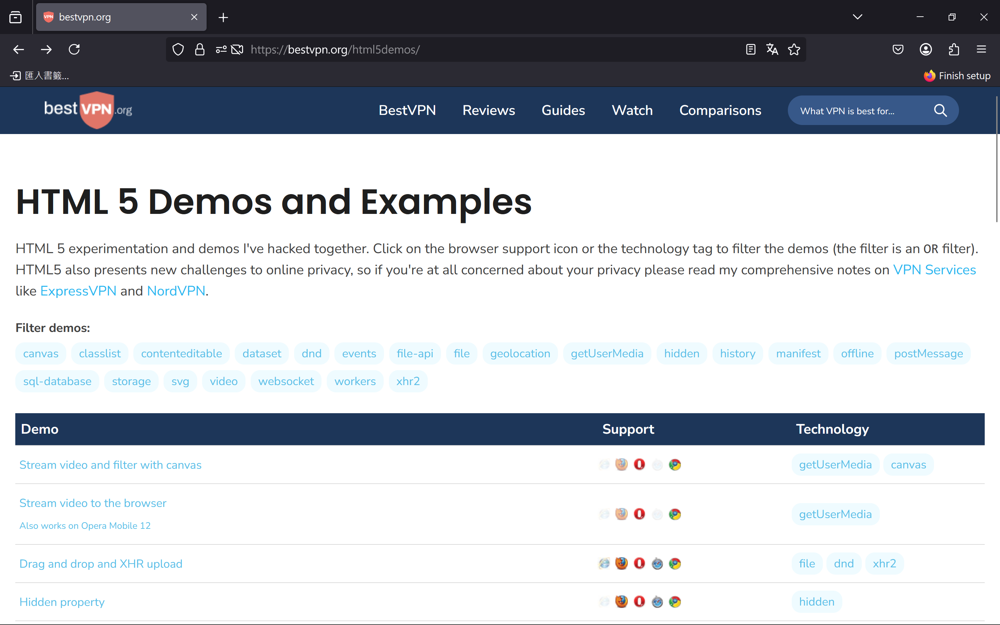 VPN bestvpn.org
https://bestvpn.org/html5demos/
匯入書籤... Finish setup
best VPN .org BestVPN Reviews Guides Watch Comparisons What VPN is best for...
HTML 5 Demos and Examples
HTML 5 experimentation and demos I've hacked together. Click on the browser support icon or the technology tag to filter the demos (the filter is an OR filter).
HTML5 also presents new challenges to online privacy, so if you're at all concerned about your privacy please read my comprehensive notes on VPN Services
like ExpressVPN and NordVPN.
Filter demos:
canvas classlist contenteditable dataset dnd events file-api file geolocation getUserMedia hidden history manifest offline postMessage
sql-database storage svg video websocket workers xhr2
Demo Support Technology
Stream video and filter with canvas getUserMedia canvas
Stream video to the browser
Also works on Opera Mobile 12 getUserMedia
Drag and drop and XHR upload file dnd xhr2
Hidden property hidden